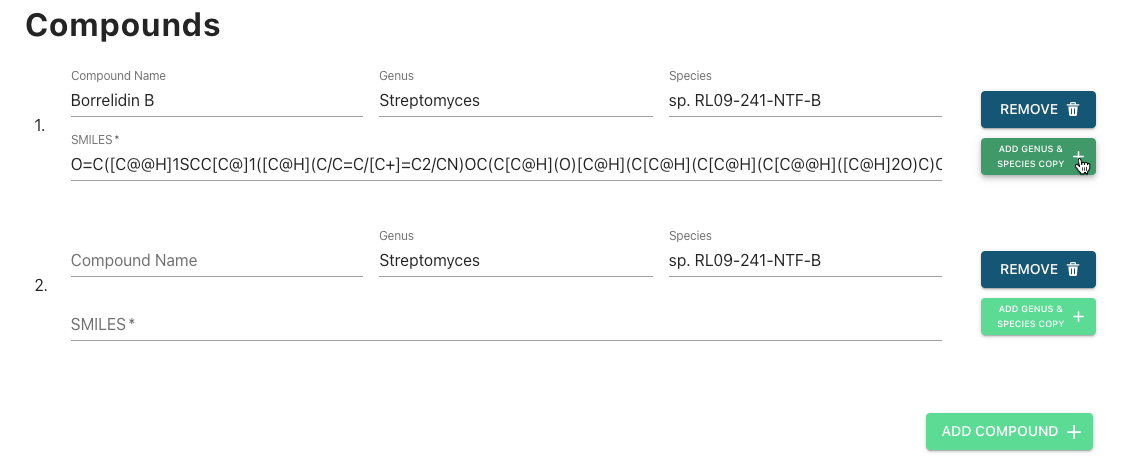 Compounds
Compound Name Genus Species
Borrelidin B Streptomyces sp. RL09-241-NTF-B
REMOVE
1.
SMILES*
ADD GENUS &
SPECIES COPY
O=C([C@@H]1SCC[C@]1([C@H](C/C=C/[C+]=C2/CN)OC(C[C@H](O)[C@H](C[C@H](C[C@H](C[C@@H]([C@H]2O)C)C
Genus Species
Compound Name Streptomyces sp. RL09-241-NTF-B
REMOVE
2.
ADD GENUS &
SPECIES COPY
SMILES*
ADD COMPOUND